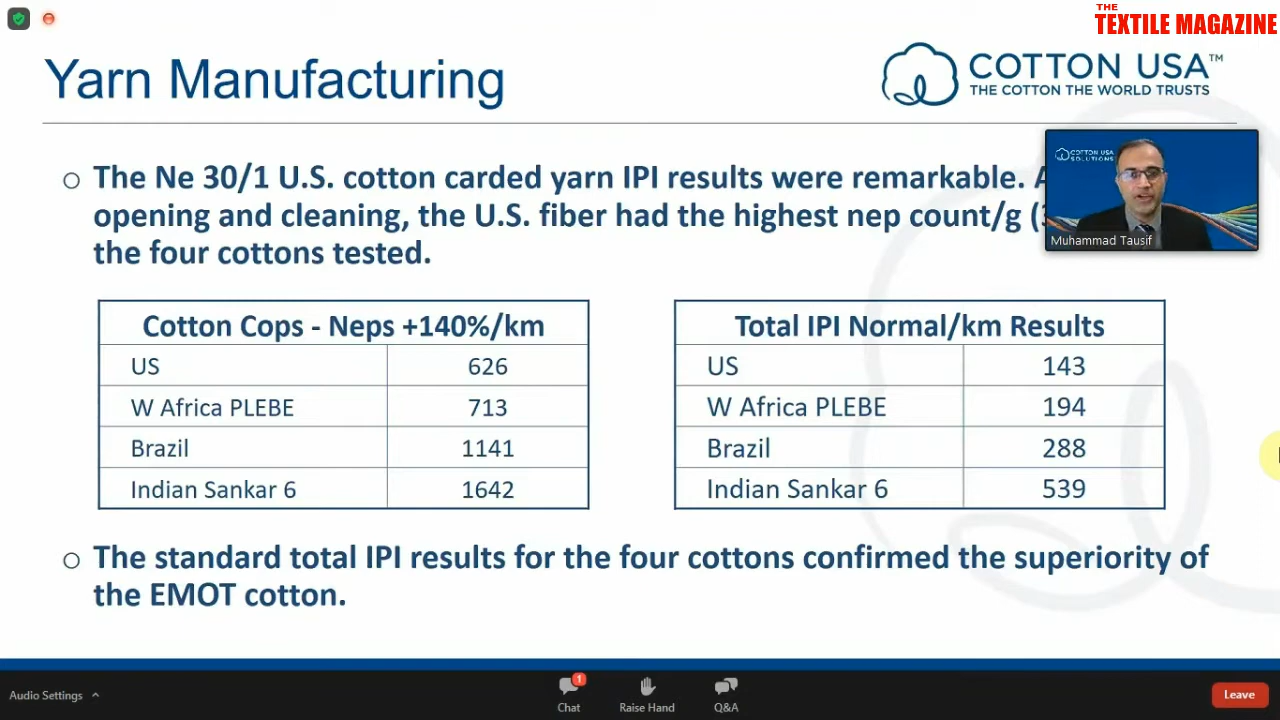 THE
TEXTILE MAGAZINE
Yarn Manufacturing
COTTON USA™
THE COTTON THE WORLD TRUSTS
○ The Ne 30/1 U.S. cotton carded yarn IPI results were remarkable.
opening and cleaning, the U.S. fiber had the highest nep count/g (
the four cottons tested.
COTTON USA
SOLUTIONS
Muhammad Tausif
Cotton Cops - Neps +140%/km
US 626
W Africa PLEBE 713
Brazil 1141
Indian Sankar 6 1642
Total IPI Normal/km Results
US 143
W Africa PLEBE 194
Brazil 288
Indian Sankar 6 539
○ The standard total IPI results for the four cottons confirmed the superiority of
the EMOT cotton.
Audio Settings
1
Chat
Raise Hand
Q&A
Leave